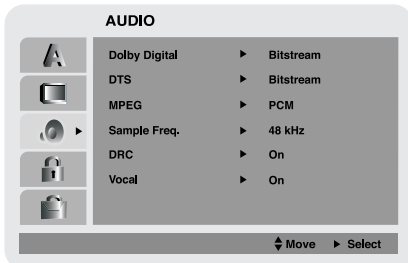 AUDIO
A
Dolby Digital ► Bitstream
DTS ► Bitstream
MPEG ► PCM
Sample Freq. ► 48 kHz
DRC ► On
Vocal ► On
Move ► Select